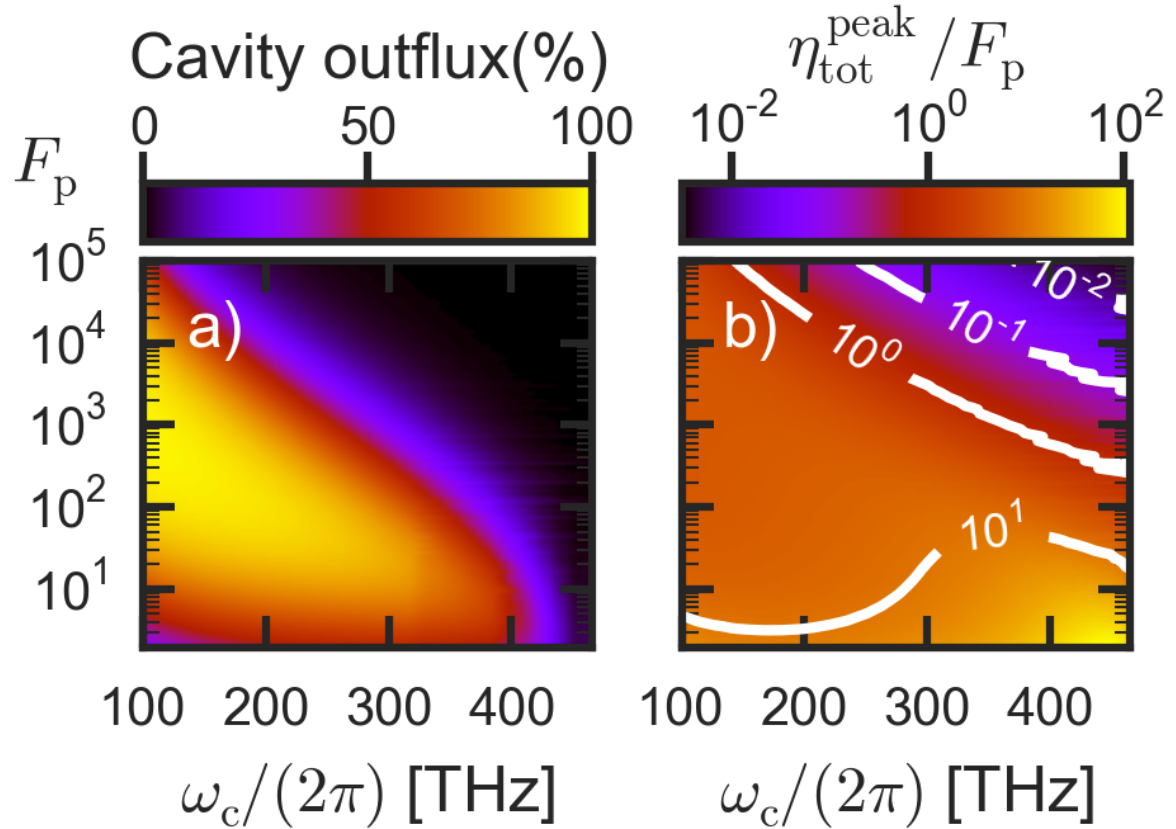 Cavity outflux(%)
η_tot^peak/F_p
0 50 100
10^-2 10^0 10^2
F_p
10^5
10^4
10^3
10^2
10^1
a)
b)
10^-2
10^-1
10^0
10^1
100 200 300 400
100 200 300 400
ω_c/(2π) [THz]
ω_c/(2π) [THz]